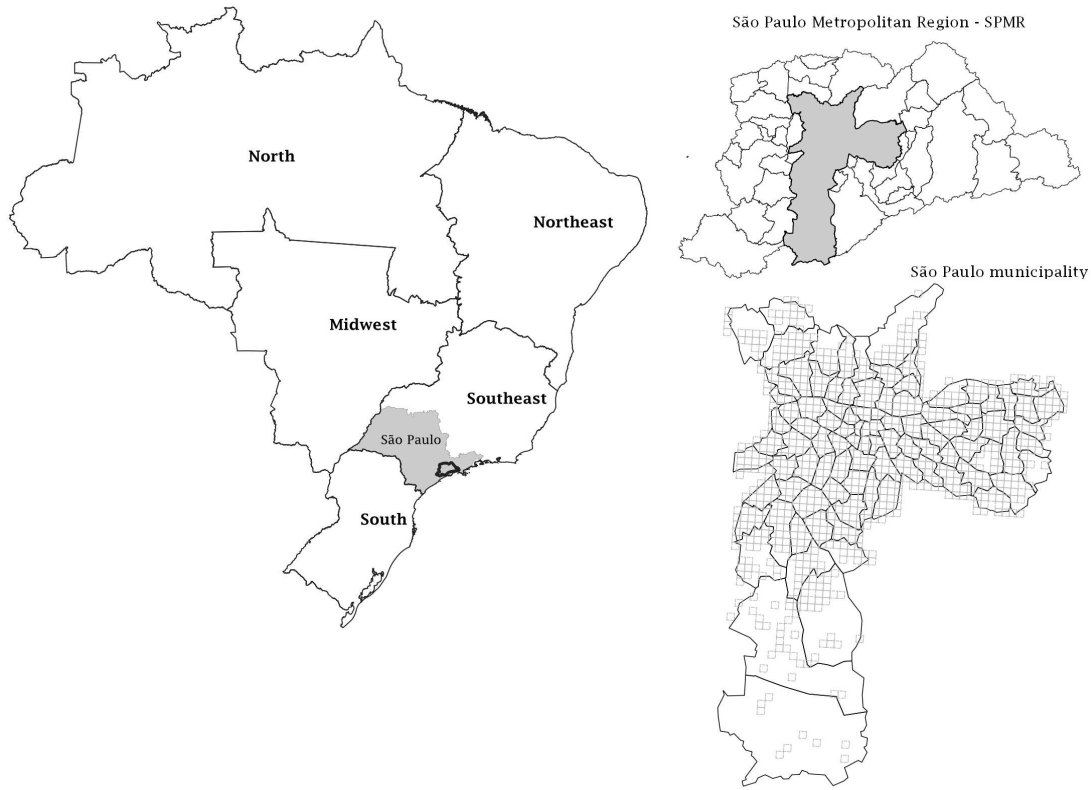 São Paulo Metropolitan Region - SPMR
North
Northeast
São Paulo municipality
Midwest
Southeast
São Paulo
South